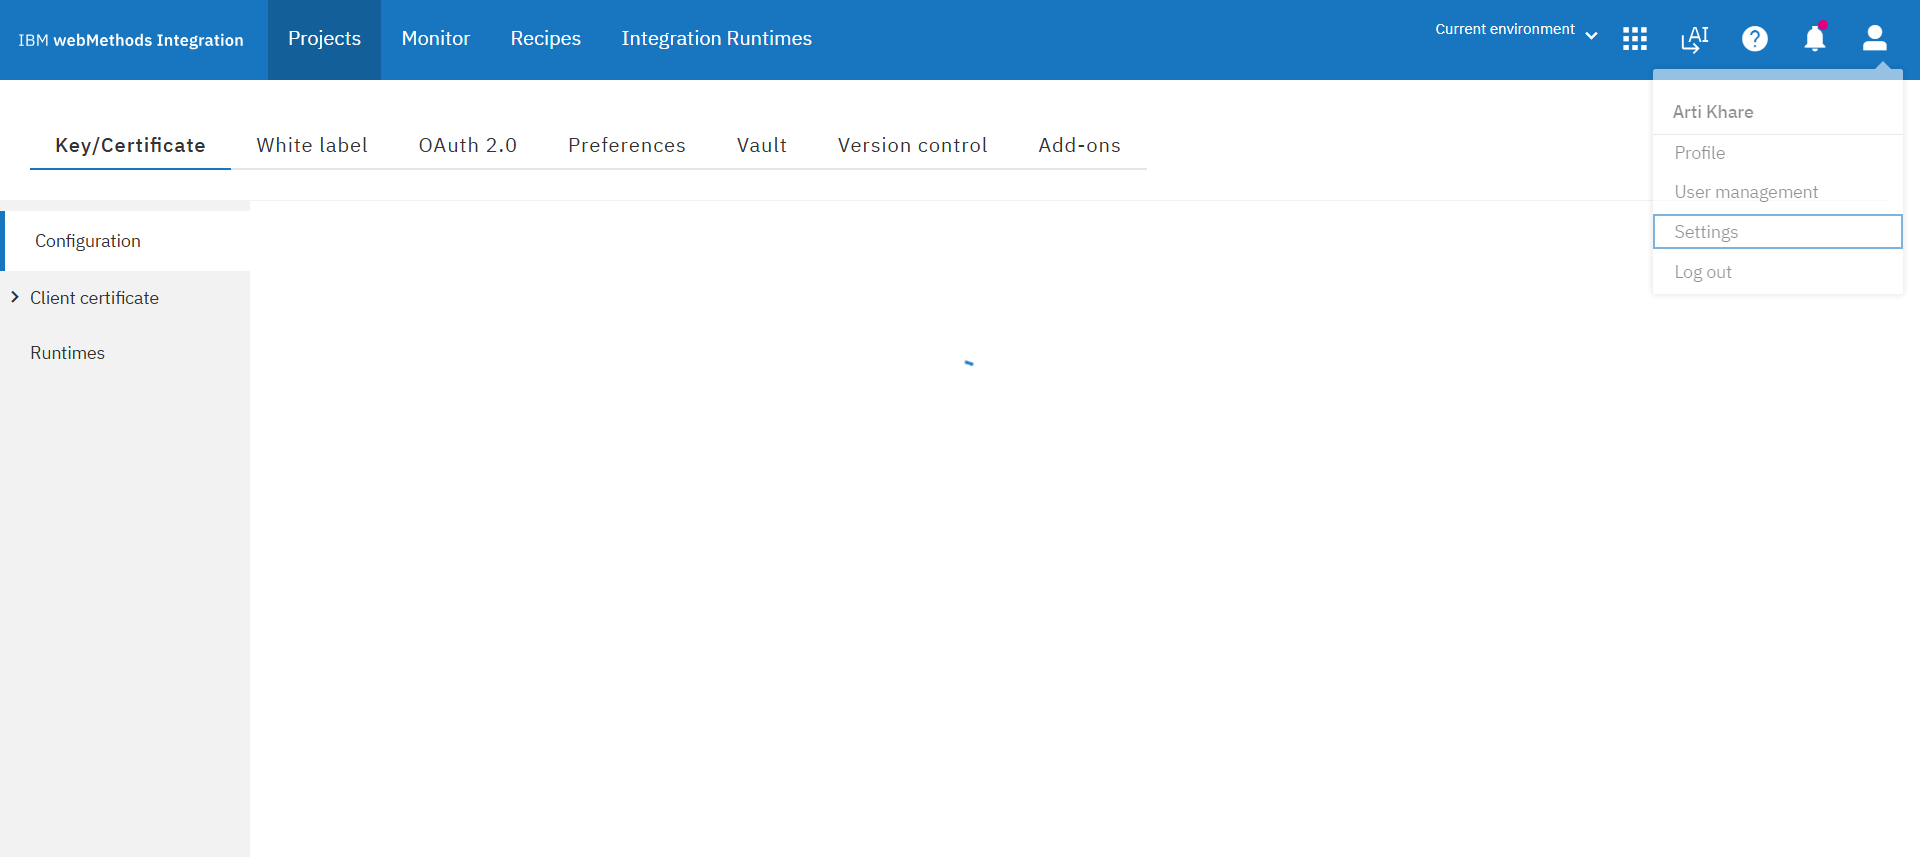 IBM webMethods Integration
Projects
Monitor
Recipes
Integration Runtimes
Current environment
AI
?
Arti Khare
Profile
User management
Settings
Log out
Key/Certificate
White label
OAuth 2.0
Preferences
Vault
Version control
Add-ons
Configuration
Client certificate
Runtimes